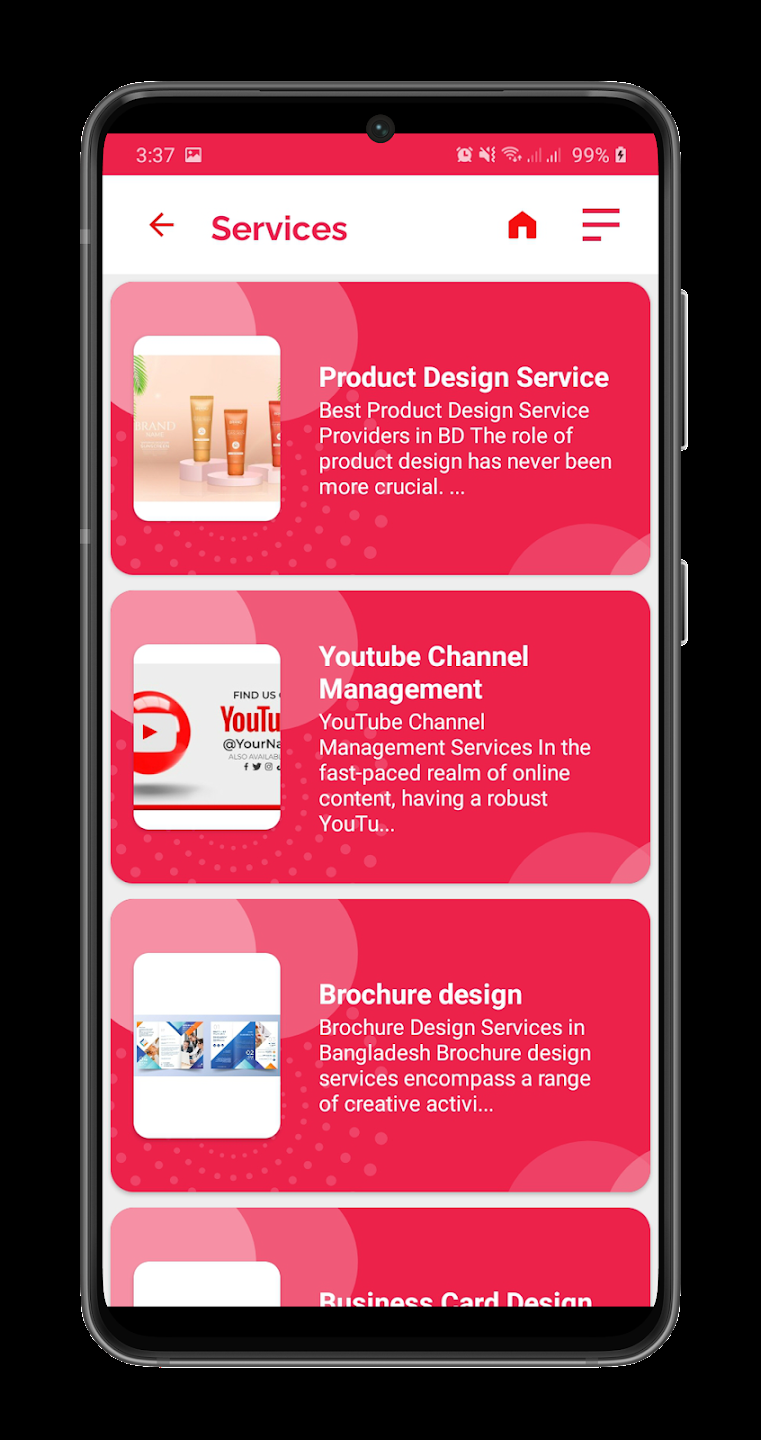 3:37
99%
Services
BRAND
NAME
Product Design Service
Best Product Design Service
Providers in BD The role of
product design has never been
more crucial. ...
FIND US
YouTu
@YourNa
ALSO AVAILAB
Youtube Channel
Management
YouTube Channel
Management Services In the
fast-paced realm of online
content, having a robust
YouTu...
Brochure design
Brochure Design Services in
Bangladesh Brochure design
services encompass a range
of creative activi...
Business Card Design